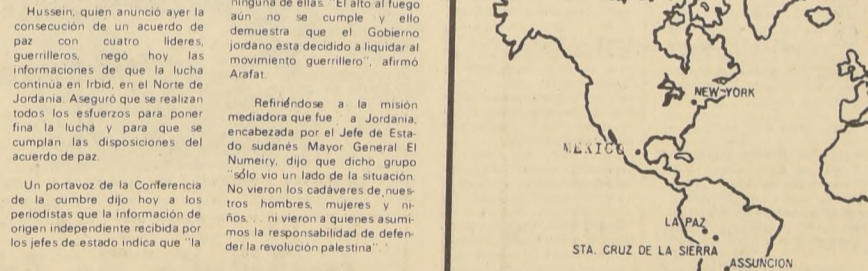 Hussein, quien anunció ayer la
consecución de un acuerdo de
paz con cuatro lideres,
guerrilleros, negó hoy las
informaciones de que la lucha
continúa en Irbid, en el Norte de
Jordania. Aseguró que se realizan
todos los esfuerzos para poner
fina la lucha y para que se
cumplan las disposiciones del
acuerdo de paz.
Un portavoz de la Conferencia
de la cumbre dijo hoy a los
periodistas que la información de
origen independiente recibida por
los jefes de estado indica que "la
ninguna de ellas. "El alto al fuego
aún no se cumple y ello
demuestra que el Gobierno
jordano esta decidido a liquidar al
movimiento guerrillero", afirmó
Arafat.
Refiriéndose a la misión
mediadora que fue a Jordania,
encabezada por el Jefe de Esta-
do sudanés Mayor General El
Numeiry, dijo que dicho grupo
"sólo vio un lado de la situación.
No vieron los cadáveres de nues-
tros hombres, mujeres y ni-
ños. . . ni vieron a quienes asumi-
mos la responsabilidad de defen-
der la revolución palestina".
NEW-YORK
MEXICO
LA PAZ
STA. CRUZ DE LA SIERRA
ASSUNCION